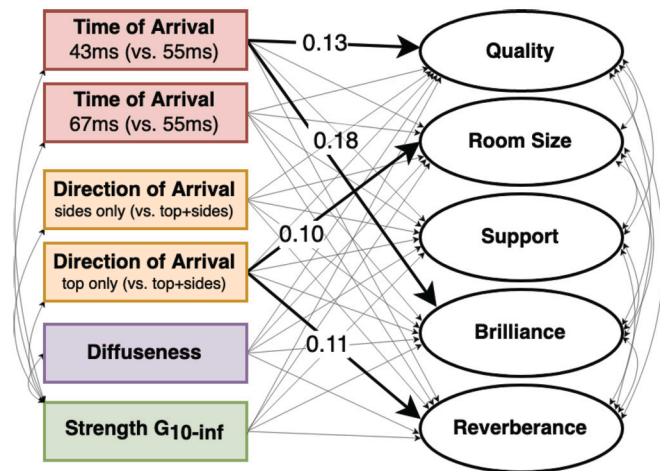 Time of Arrival
43ms (vs. 55ms)
0.13
Quality
Time of Arrival
67ms (vs. 55ms)
0.18
Room Size
Direction of Arrival
sides only (vs. top+sides)
0.10
Support
Direction of Arrival
top only (vs. top+sides)
Diffuseness
0.11
Brilliance
Strength G10-inf
Reverberance